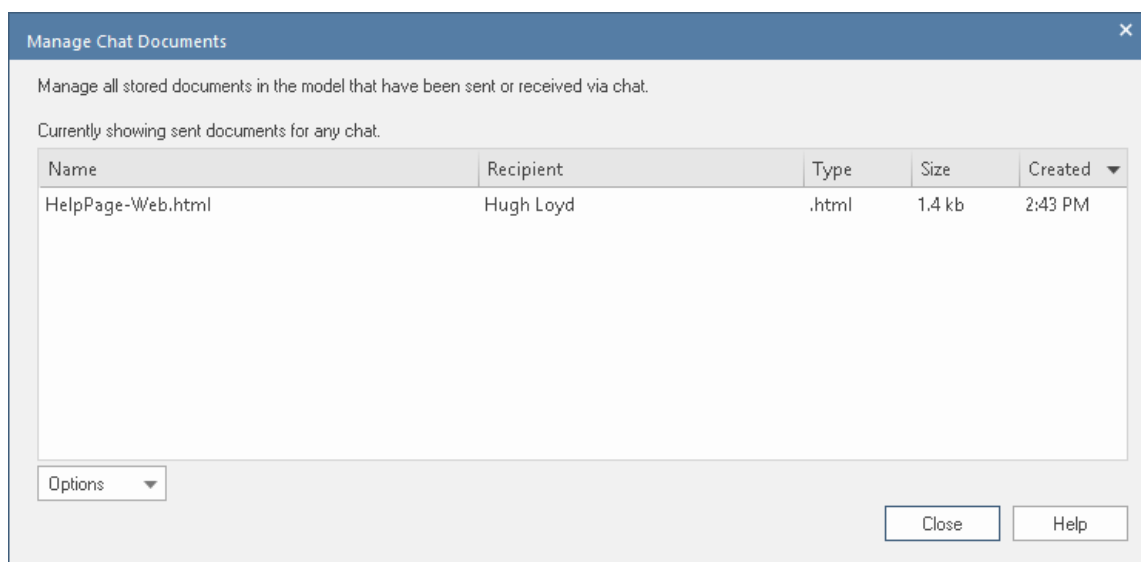 Manage Chat Documents
Manage all stored documents in the model that have been sent or received via chat.
Currently showing sent documents for any chat.
Name Recipient Type Size Created
HelpPage-Web.html Hugh Loyd .html 1.4 kb 2:43 PM
Options
Close Help